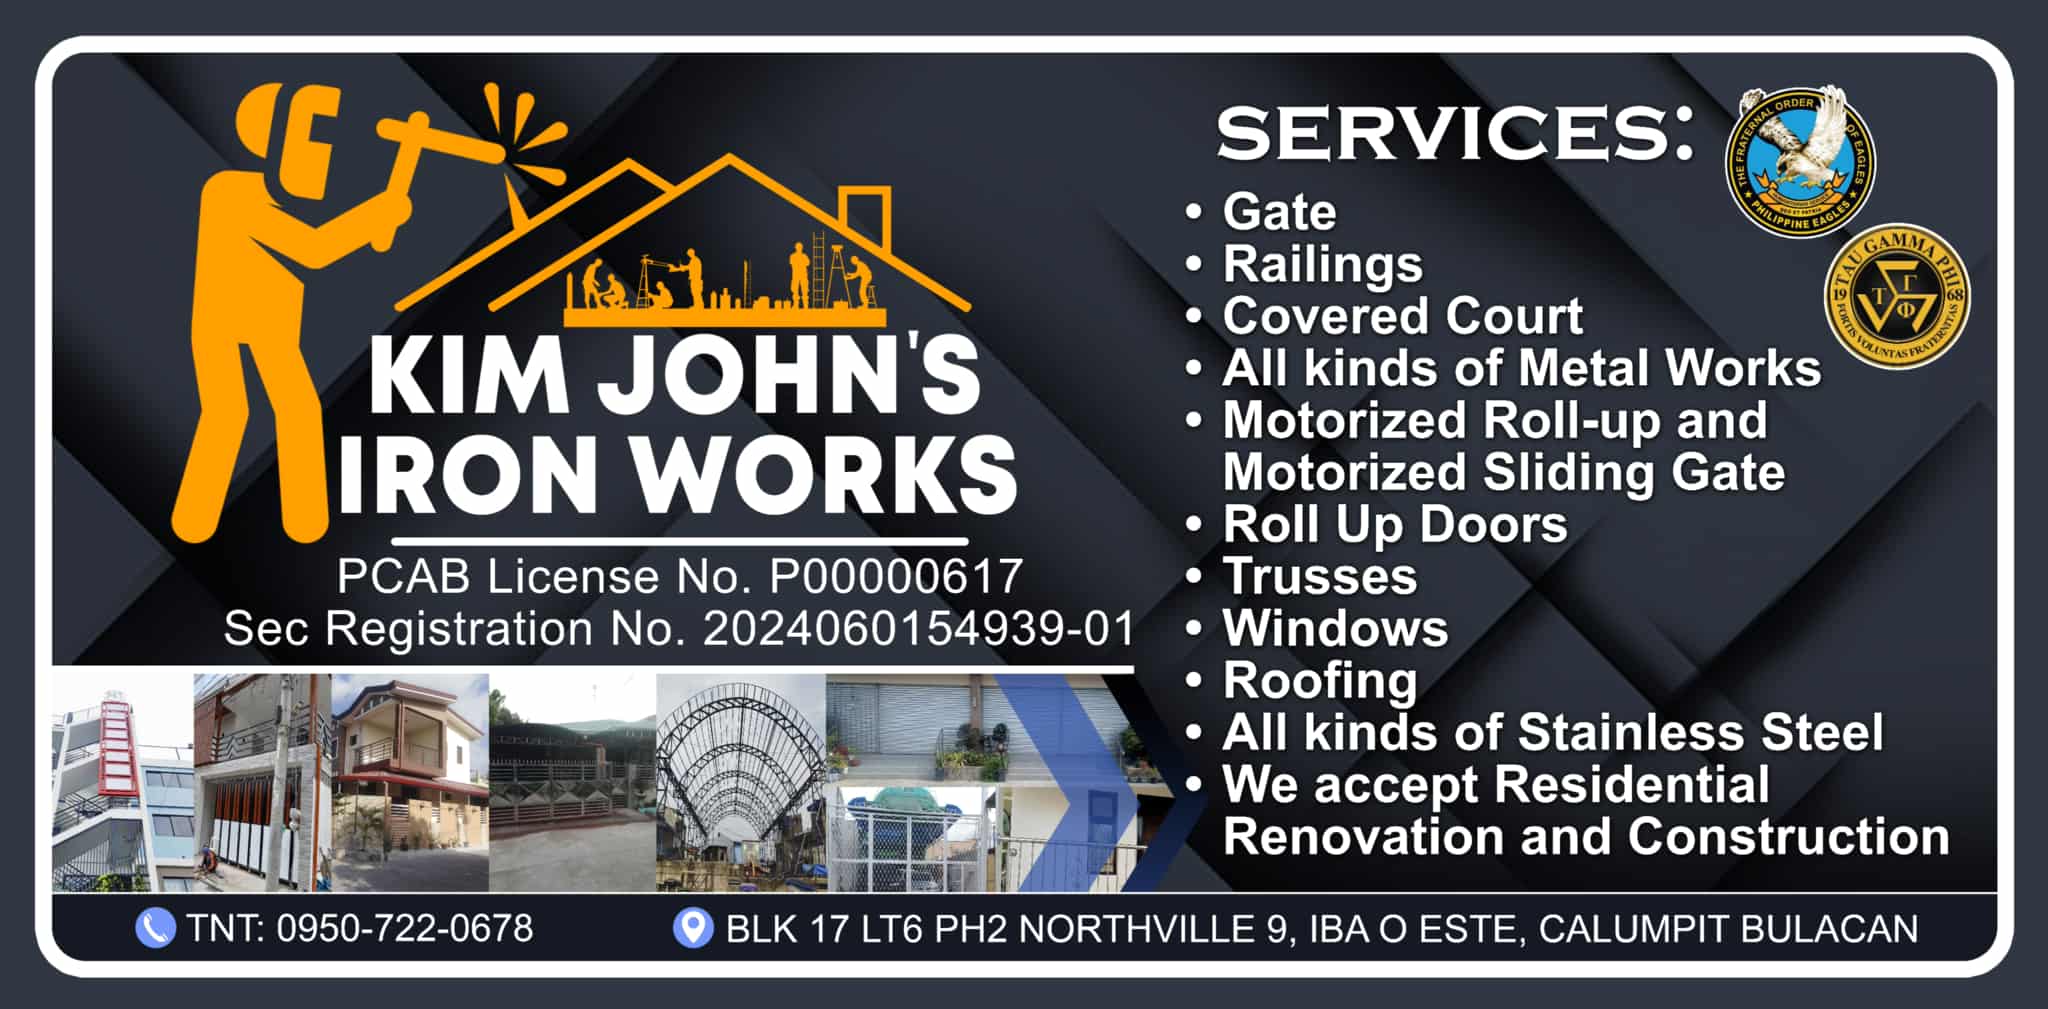 KIM JOHN'S
IRON WORKS
PCAB License No. P00000617
Sec Registration No. 2024060154939-01
SERVICES:
• Gate
• Railings
• Covered Court
• All kinds of Metal Works
• Motorized Roll-up and
Motorized Sliding Gate
• Roll Up Doors
• Trusses
• Windows
• Roofing
• All kinds of Stainless Steel
• We accept Residential
Renovation and Construction
THE FRATERNAL ORDER OF EAGLES
PHILIPPINE EAGLES
TAU GAMMA PHI
19 68
Τ Γ Φ
FORTIS VOLUNTAS FRATERNITAS
TNT: 0950-722-0678
BLK 17 LT6 PH2 NORTHVILLE 9, IBA O ESTE, CALUMPIT BULACAN